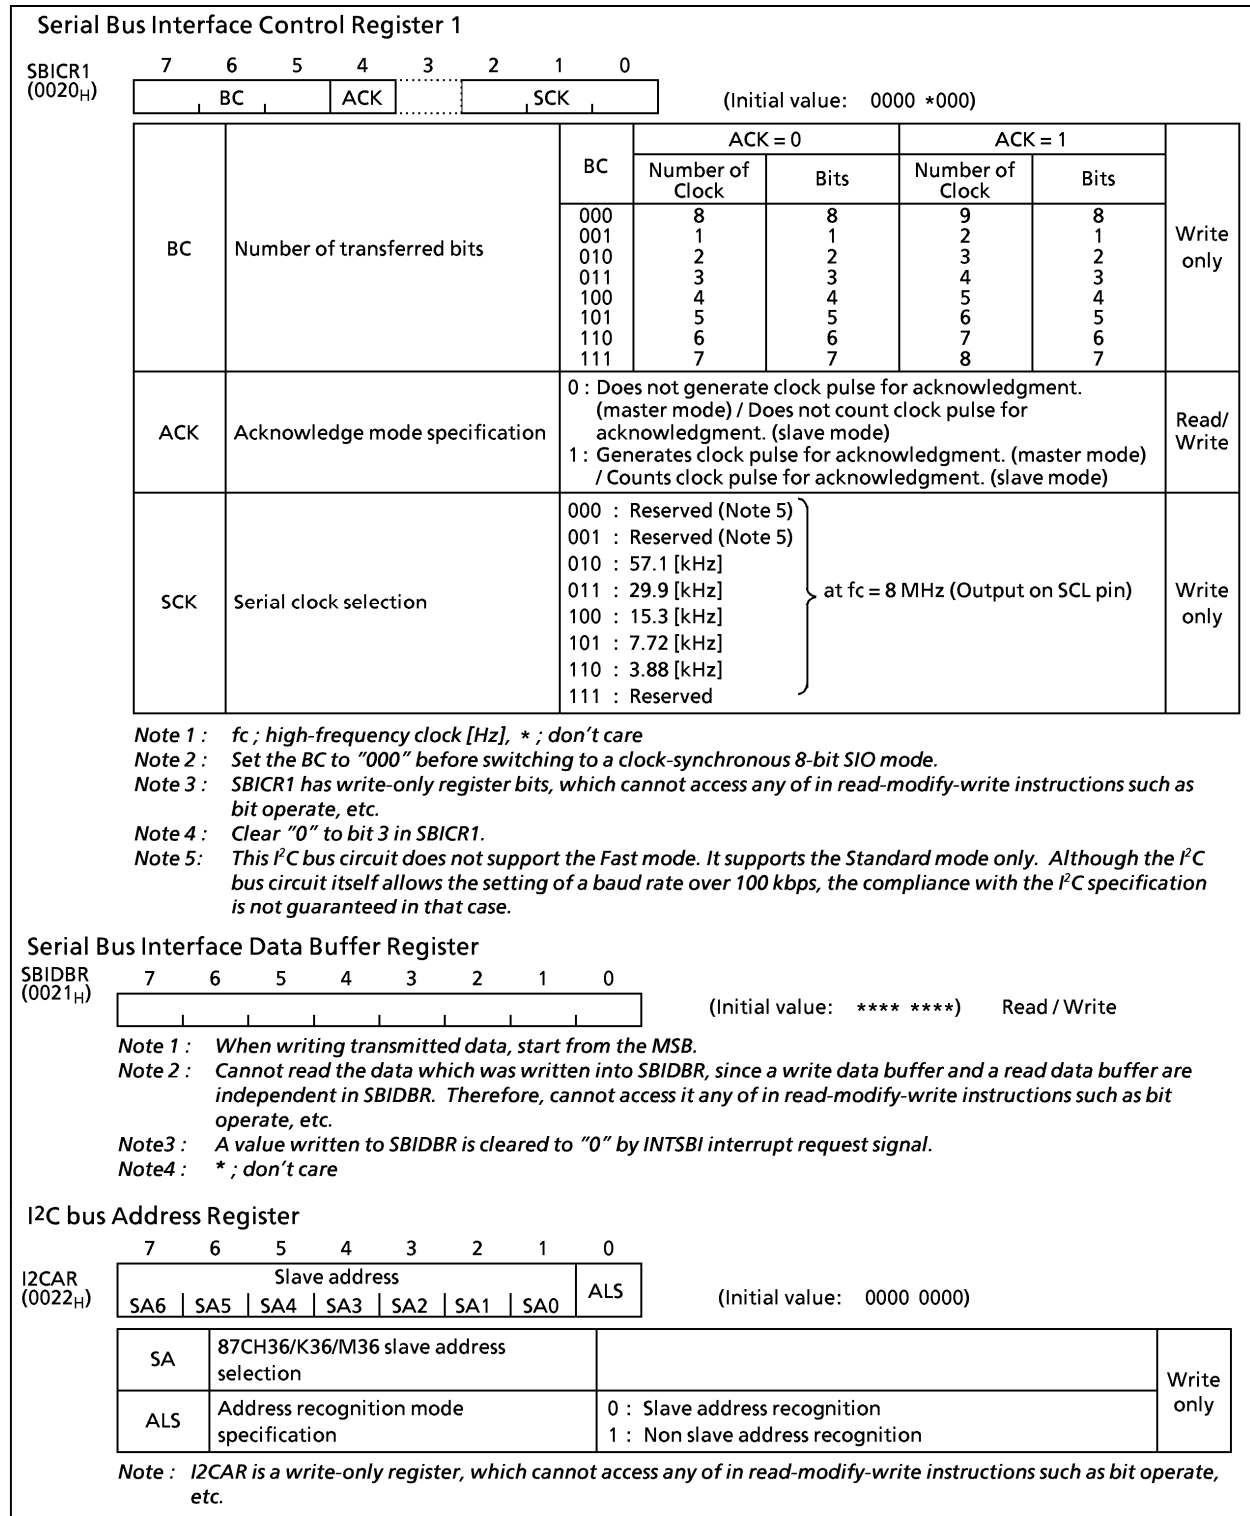 Serial Bus Interface Control Register 1
7 6 5 4 3 2 1 0
SBICR1
(0020H)
BC ACK SCK (Initial value: 0000 *000)
BC Number of transferred bits BC ACK = 0 ACK = 1 Write only
Number of Clock Bits Number of Clock Bits
000 8 8 9 8
001 1 1 2 1
010 2 2 3 2
011 3 3 4 3
100 4 4 5 4
101 5 5 6 5
110 6 6 7 6
111 7 7 8 7
ACK Acknowledge mode specification Read/Write
0 : Does not generate clock pulse for acknowledgment.
(master mode) / Does not count clock pulse for
acknowledgment. (slave mode)
1 : Generates clock pulse for acknowledgment. (master mode)
/ Counts clock pulse for acknowledgment. (slave mode)
SCK Serial clock selection Write only
000 : Reserved (Note 5)
001 : Reserved (Note 5)
010 : 57.1 [kHz]
011 : 29.9 [kHz] at fc = 8 MHz (Output on SCL pin)
100 : 15.3 [kHz]
101 : 7.72 [kHz]
110 : 3.88 [kHz]
111 : Reserved
Note 1 : fc ; high-frequency clock [Hz], * ; don't care
Note 2 : Set the BC to "000" before switching to a clock-synchronous 8-bit SIO mode.
Note 3 : SBICR1 has write-only register bits, which cannot access any of in read-modify-write instructions such as
bit operate, etc.
Note 4 : Clear "0" to bit 3 in SBICR1.
Note 5: This I²C bus circuit does not support the Fast mode. It supports the Standard mode only. Although the I²C
bus circuit itself allows the setting of a baud rate over 100 kbps, the compliance with the I²C specification
is not guaranteed in that case.
Serial Bus Interface Data Buffer Register
SBIDBR
(0021H)
7 6 5 4 3 2 1 0
(Initial value: **** ****) Read / Write
Note 1 : When writing transmitted data, start from the MSB.
Note 2 : Cannot read the data which was written into SBIDBR, since a write data buffer and a read data buffer are
independent in SBIDBR. Therefore, cannot access it any of in read-modify-write instructions such as bit
operate, etc.
Note3 : A value written to SBIDBR is cleared to "0" by INTSBI interrupt request signal.
Note4 : * ; don't care
I²C bus Address Register
7 6 5 4 3 2 1 0
I2CAR
(0022H)
Slave address ALS
SA6 SA5 SA4 SA3 SA2 SA1 SA0
(Initial value: 0000 0000)
SA 87CH36/K36/M36 slave address
selection
Write
only
ALS Address recognition mode
specification
0 : Slave address recognition
1 : Non slave address recognition
Note : I2CAR is a write-only register, which cannot access any of in read-modify-write instructions such as bit operate,
etc.